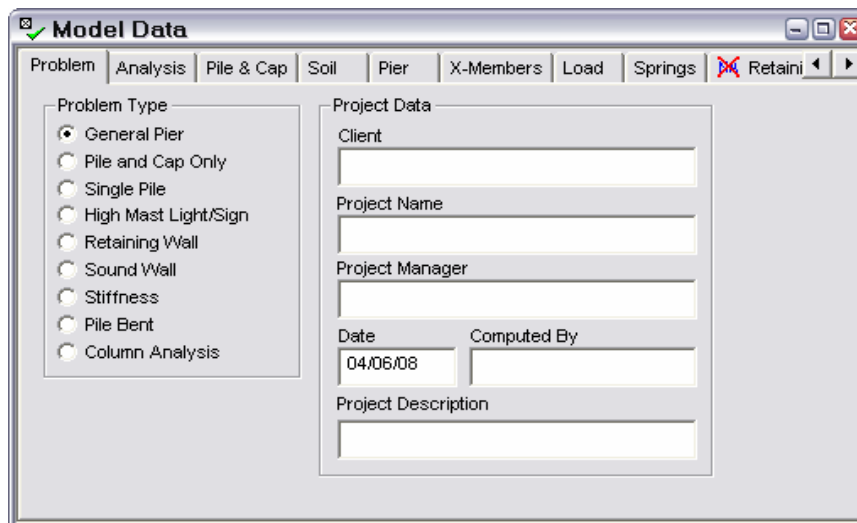 Model Data
Problem Analysis Pile & Cap Soil Pier X-Members Load Springs Retaini
Problem Type
General Pier
Pile and Cap Only
Single Pile
High Mast Light/Sign
Retaining Wall
Sound Wall
Stiffness
Pile Bent
Column Analysis
Project Data
Client
Project Name
Project Manager
Date Computed By
04/06/08
Project Description